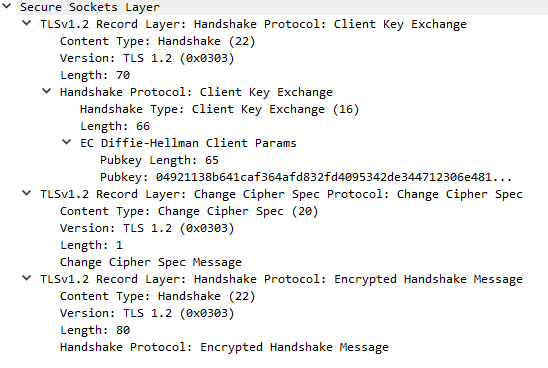 Secure Sockets Layer
TLSv1.2 Record Layer: Handshake Protocol: Client Key Exchange
Content Type: Handshake (22)
Version: TLS 1.2 (0x0303)
Length: 70
Handshake Protocol: Client Key Exchange
Handshake Type: Client Key Exchange (16)
Length: 66
EC Diffie-Hellman Client Params
Pubkey Length: 65
Pubkey: 04921138b641caf364afd832fd4095342de344712306e481...
TLSv1.2 Record Layer: Change Cipher Spec Protocol: Change Cipher Spec
Content Type: Change Cipher Spec (20)
Version: TLS 1.2 (0x0303)
Length: 1
Change Cipher Spec Message
TLSv1.2 Record Layer: Handshake Protocol: Encrypted Handshake Message
Content Type: Handshake (22)
Version: TLS 1.2 (0x0303)
Length: 80
Handshake Protocol: Encrypted Handshake Message